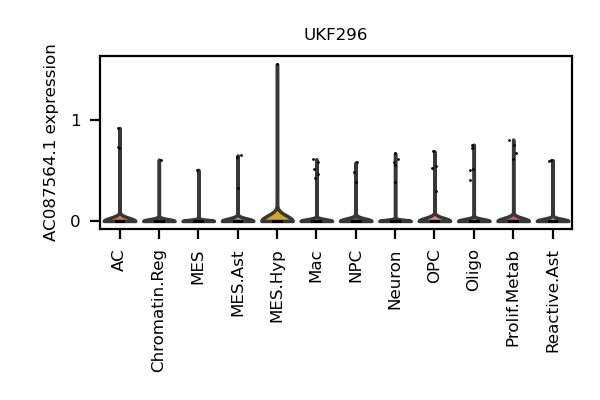 UKF296
AC087564.1 expression
1
0
AC
Chromatin.Reg
MES
MES.Ast
MES.Hyp
Mac
NPC
Neuron
OPC
Oligo
Prolif.Metab
Reactive.Ast